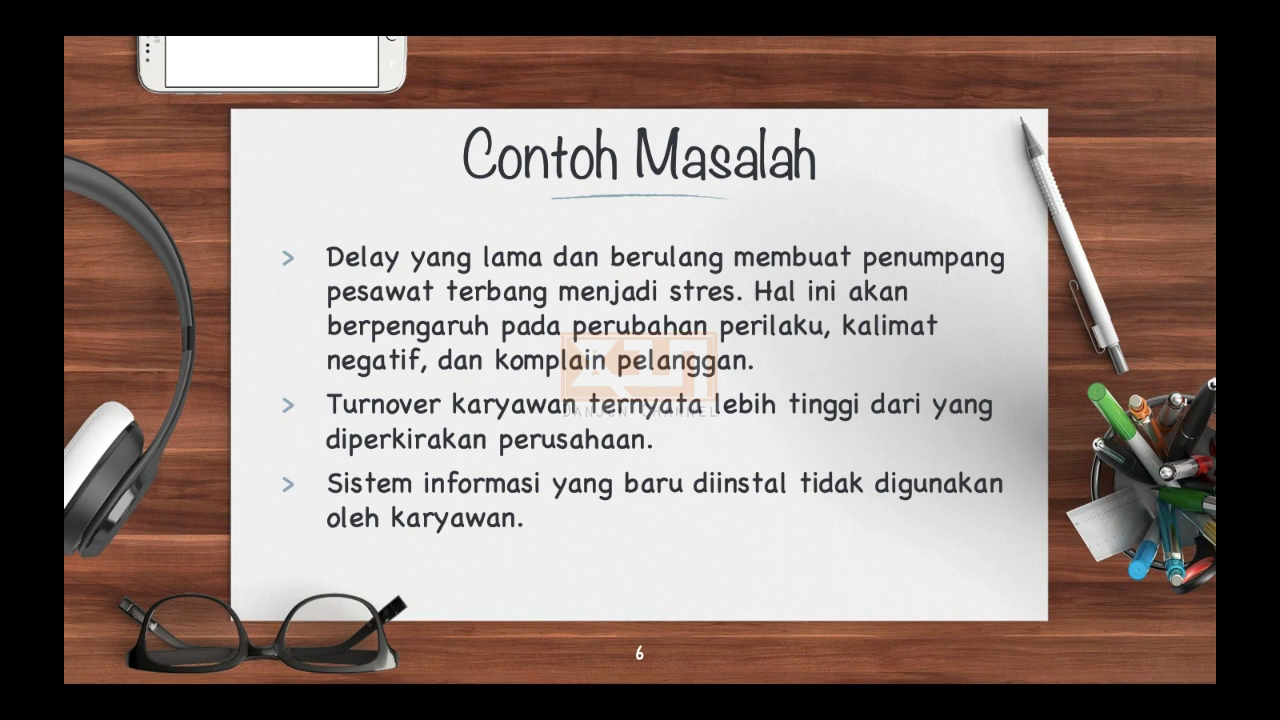 Contoh Masalah
> Delay yang lama dan berulang membuat penumpang
pesawat terbang menjadi stres. Hal ini akan
berpengaruh pada perubahan perilaku, kalimat
negatif, dan komplain pelanggan.
> Turnover karyawan ternyata lebih tinggi dari yang
diperkirakan perusahaan.
> Sistem informasi yang baru diinstal tidak digunakan
oleh karyawan.
6